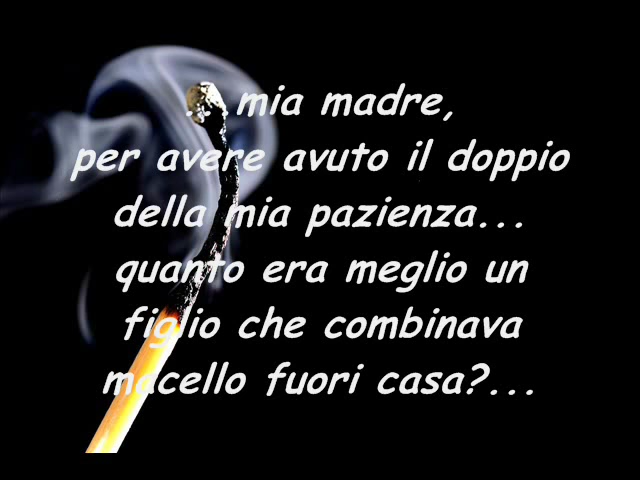 ...mia madre,
per avere avuto il doppio
della mia pazienza...
quanto era meglio un
figlio che combinava
macello fuori casa?...